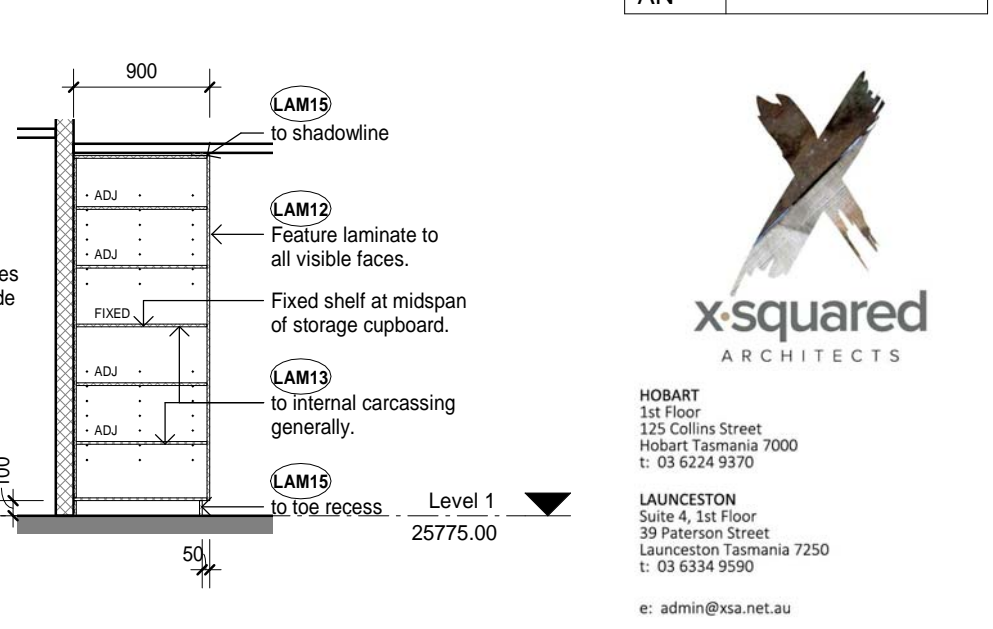 900
LAM15
to shadowline
ADJ
LAM12
Feature laminate to
all visible faces.
ADJ
FIXED
Fixed shelf at midspan
of storage cupboard.
ADJ
LAM13
to internal carcassing
generally.
ADJ
LAM15
to toe recess
100
Level 1
25775.00
50
x·squared
ARCHITECTS
HOBART
1st Floor
125 Collins Street
Hobart Tasmania 7000
t: 03 6224 9370
LAUNCESTON
Suite 4, 1st Floor
39 Paterson Street
Launceston Tasmania 7250
t: 03 6334 9590
e: admin@xsa.net.au